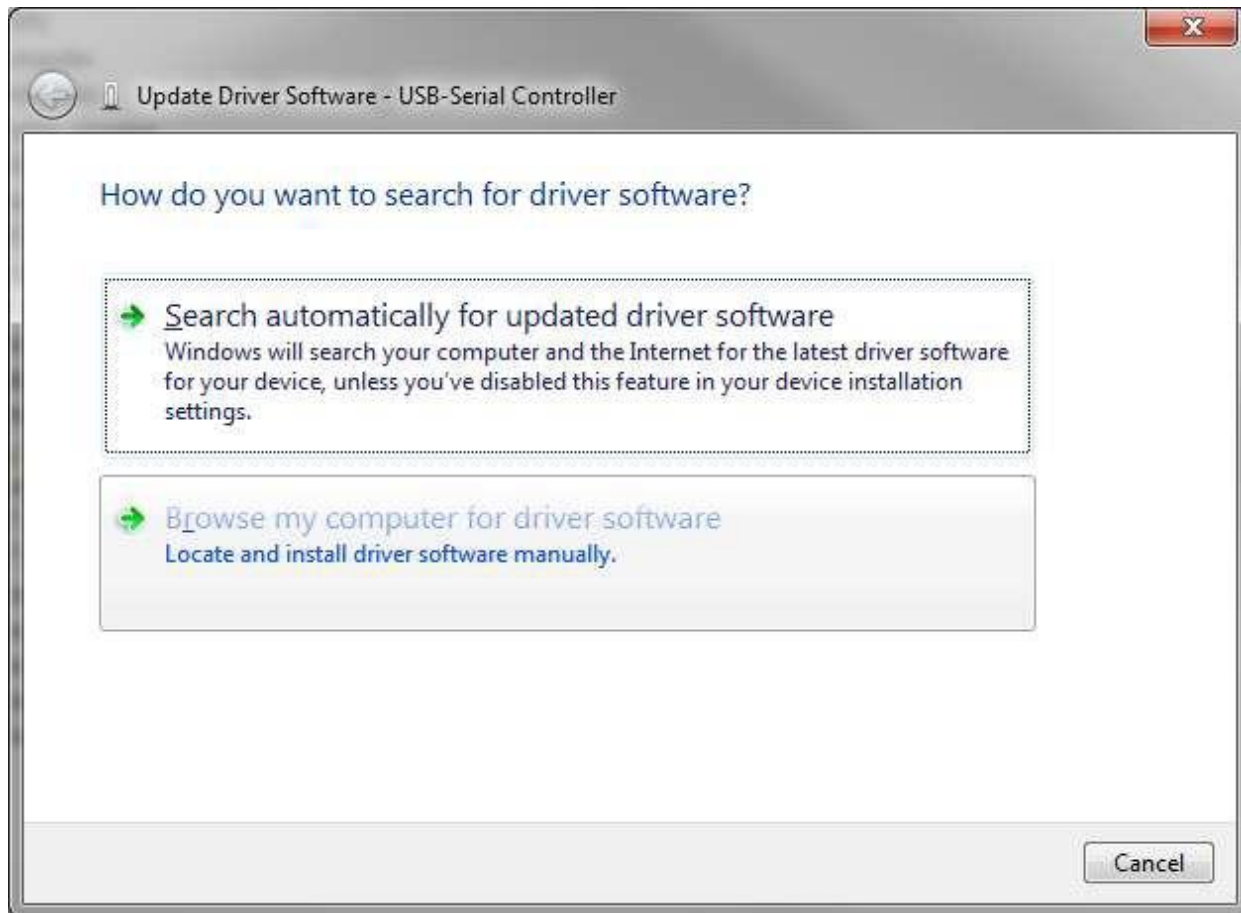 Update Driver Software - USB-Serial Controller
How do you want to search for driver software?
Search automatically for updated driver software
Windows will search your computer and the Internet for the latest driver software
for your device, unless you've disabled this feature in your device installation
settings.
Browse my computer for driver software
Locate and install driver software manually.
Cancel